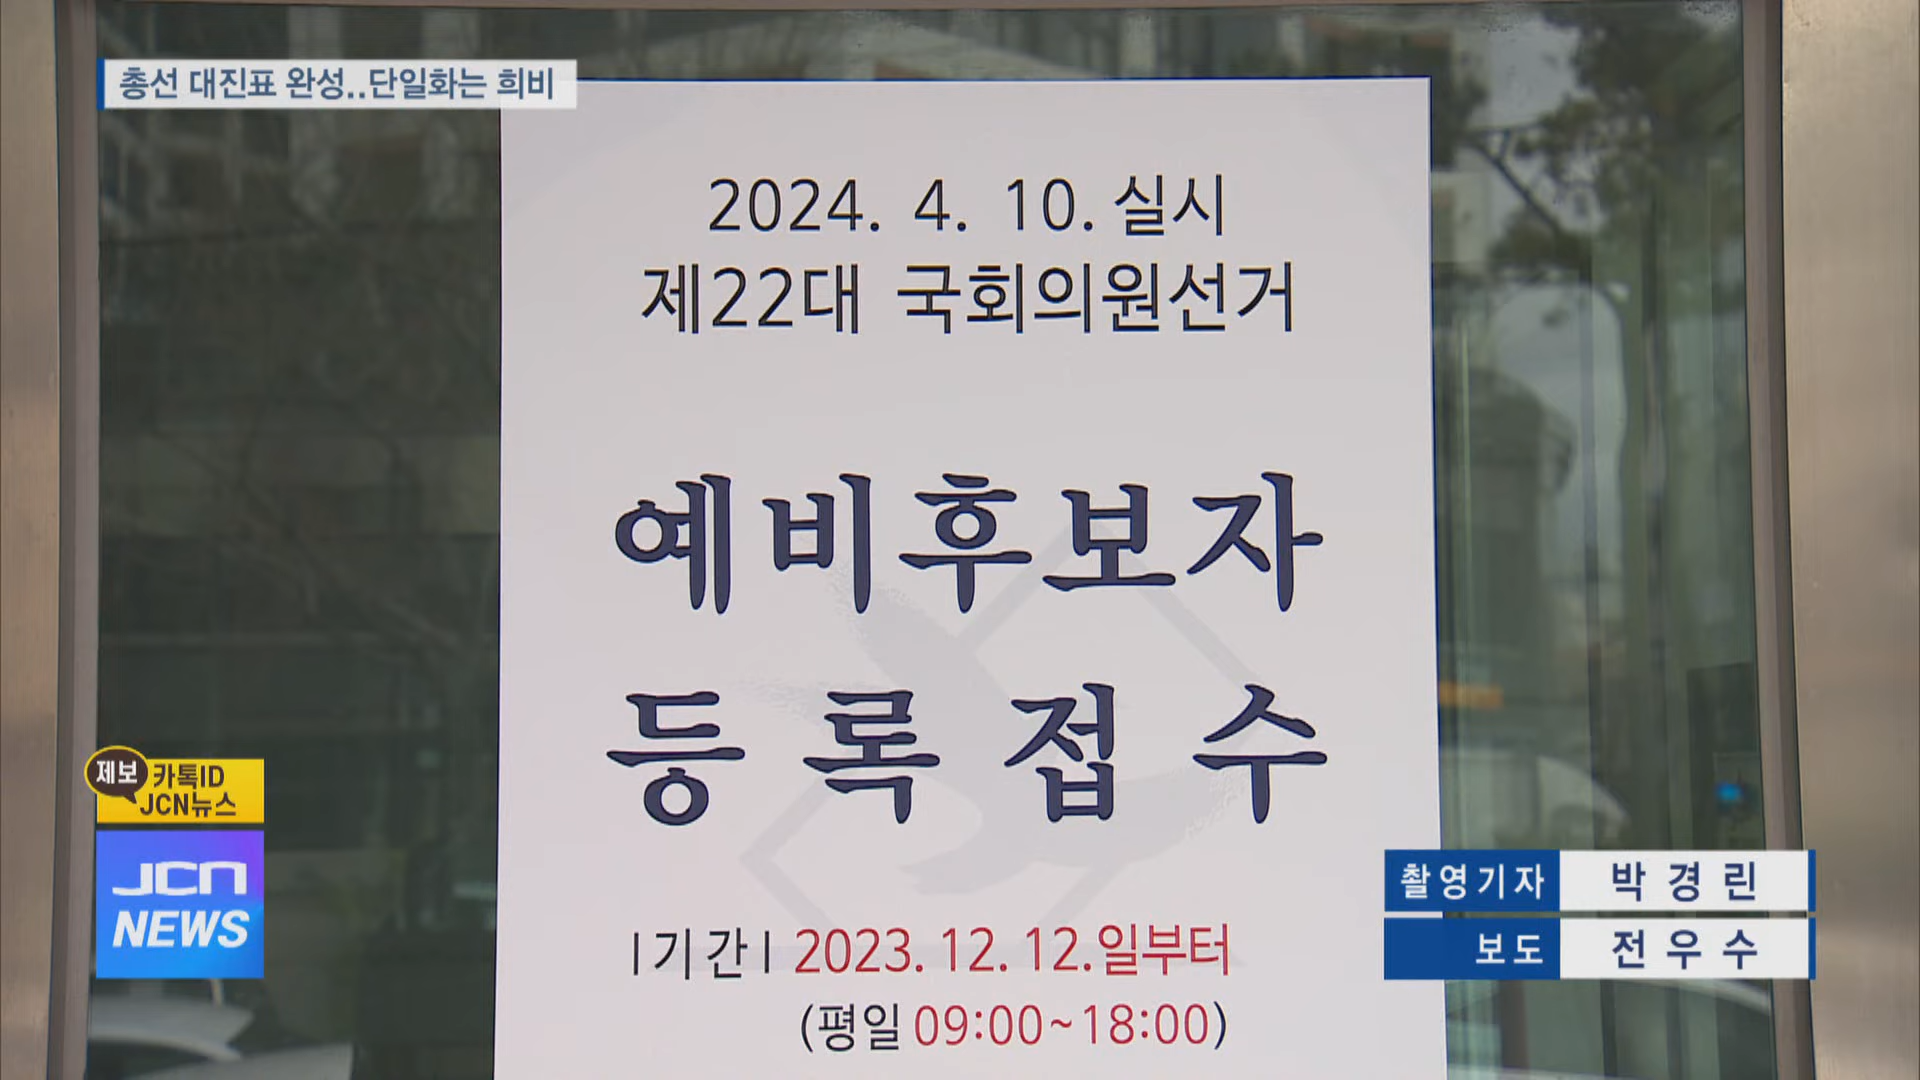 총선 대진표 완성..단일화는 희비
2024. 4. 10. 실시
제22대 국회의원선거
예비후보자
등록접수
|기간| 2023. 12. 12.일부터
(평일 09:00~18:00)
제보 카톡ID
JCN뉴스
JCN
NEWS
촬영기자 박경린
보도 전우수